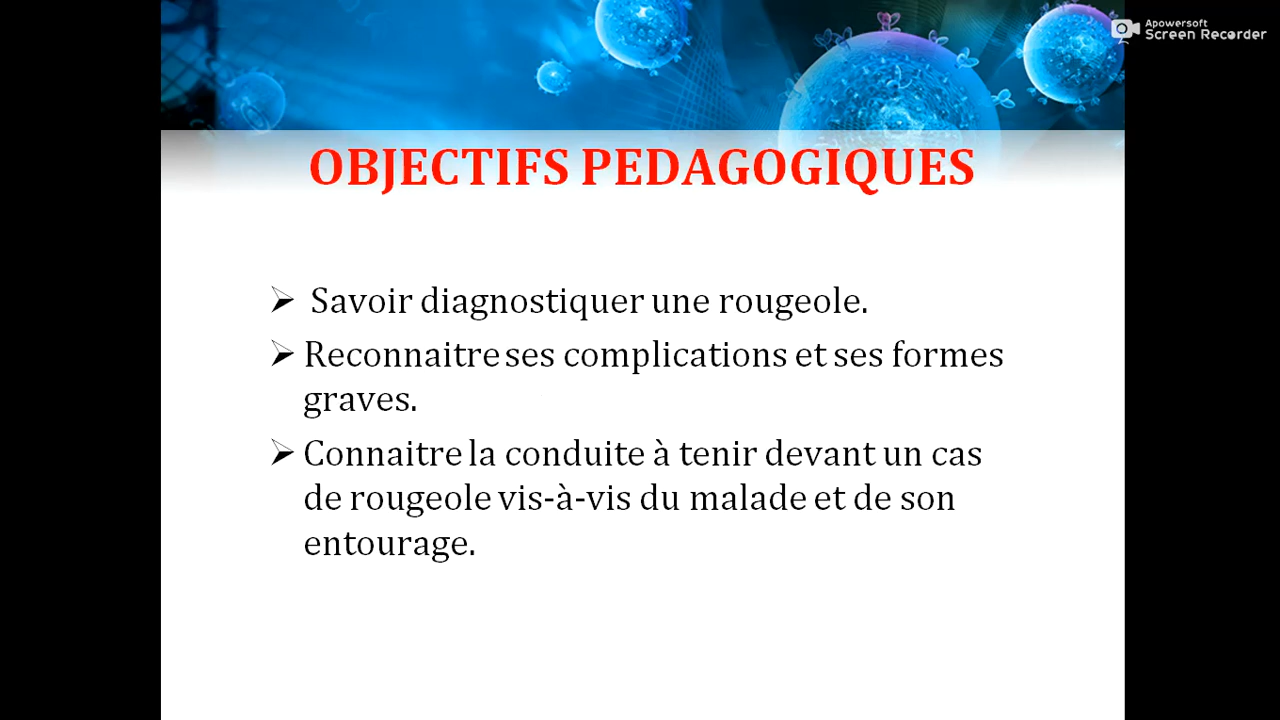 Apowersoft
Screen Recorder
OBJECTIFS PEDAGOGIQUES
➢ Savoir diagnostiquer une rougeole.
➢ Reconnaitre ses complications et ses formes
graves.
➢ Connaitre la conduite à tenir devant un cas
de rougeole vis-à-vis du malade et de son
entourage.